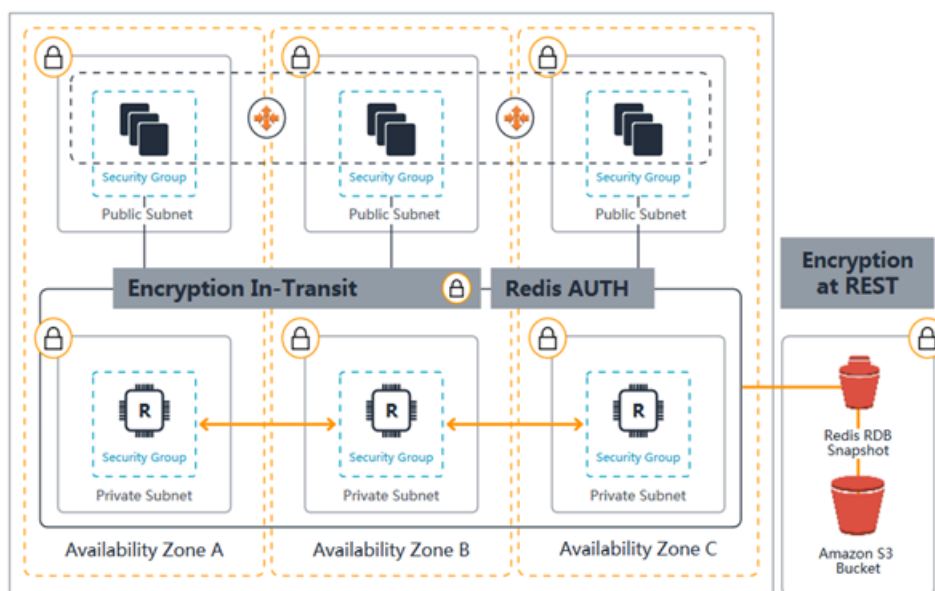 Security Group
Security Group
Security Group
Public Subnet
Public Subnet
Public Subnet
Encryption In-Transit
Redis AUTH
Encryption
at REST
R
R
R
Security Group
Security Group
Security Group
Private Subnet
Private Subnet
Private Subnet
Redis RDB
Snapshot
Availability Zone A
Availability Zone B
Availability Zone C
Amazon S3
Bucket